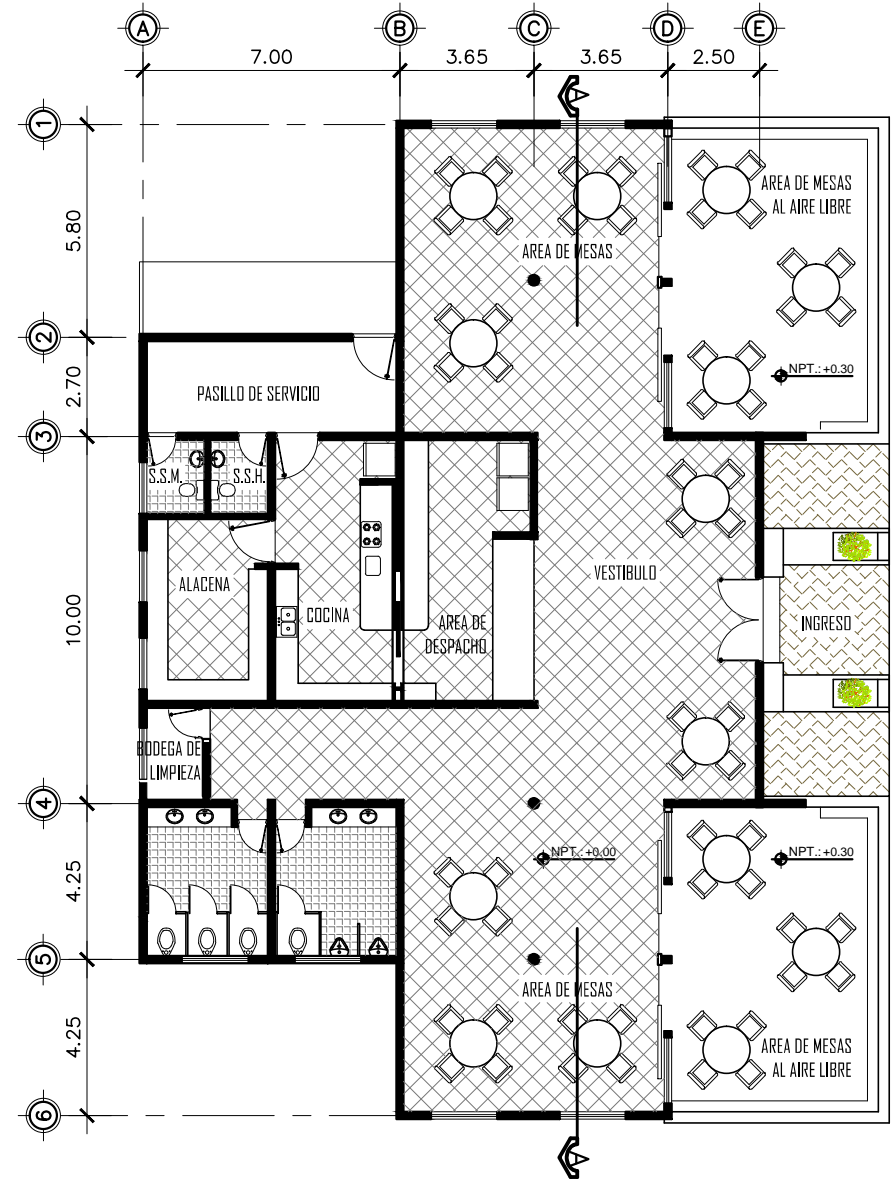 A B C D E
7.00 3.65 3.65 2.50
A
1
5.80
AREA DE MESAS
AL AIRE LIBRE
AREA DE MESAS
2
NPT.: +0.30
2.70
PASILLO DE SERVICIO
3
S.S.M. S.S.H.
10.00
ALACENA
COCINA
AREA DE
DESPACHO
VESTIBULO
INGRESO
BODEGA DE
LIMPIEZA
4
NPT.: +0.00
NPT.: +0.30
4.25
5
AREA DE MESAS
4.25
AREA DE MESAS
AL AIRE LIBRE
6
A